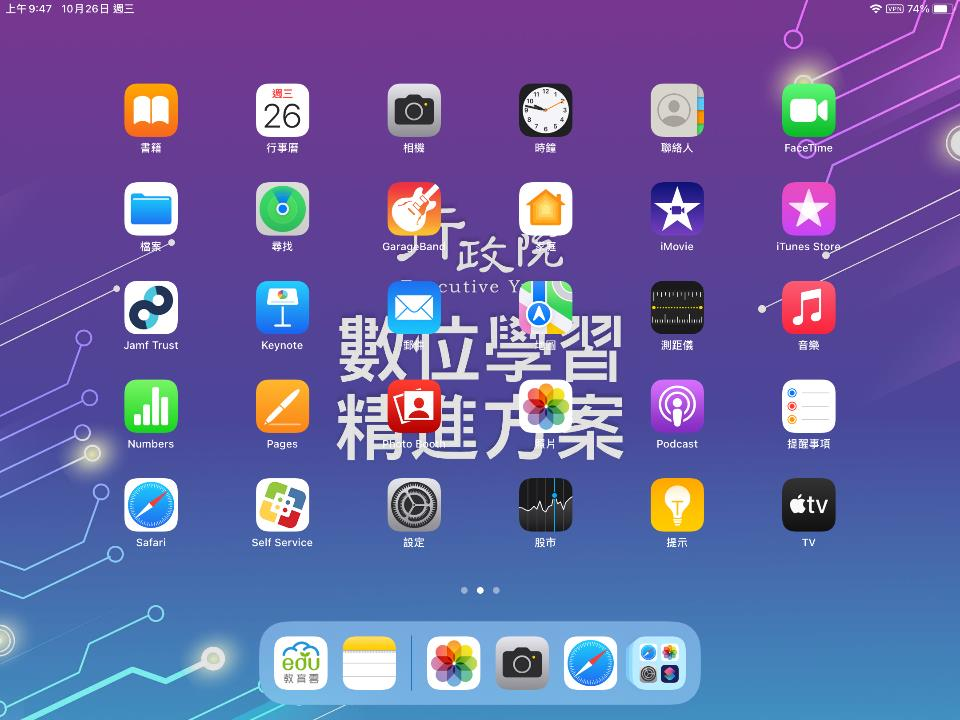 上午9:47 10月26日 週三
VPN 74%
週三
26
書籍 行事曆 相機 時鐘 聯絡人 FaceTime
檔案 尋找 GarageBand 家庭 iMovie iTunes Store
行政院
Executive Y
Jamf Trust Keynote 郵件 地圖 測距儀 音樂
數位學習
精進方案
Numbers Pages Photo Booth 照片 Podcast 提醒事項
Safari Self Service 設定 股市 提示 TV
tv
edu
教育雲